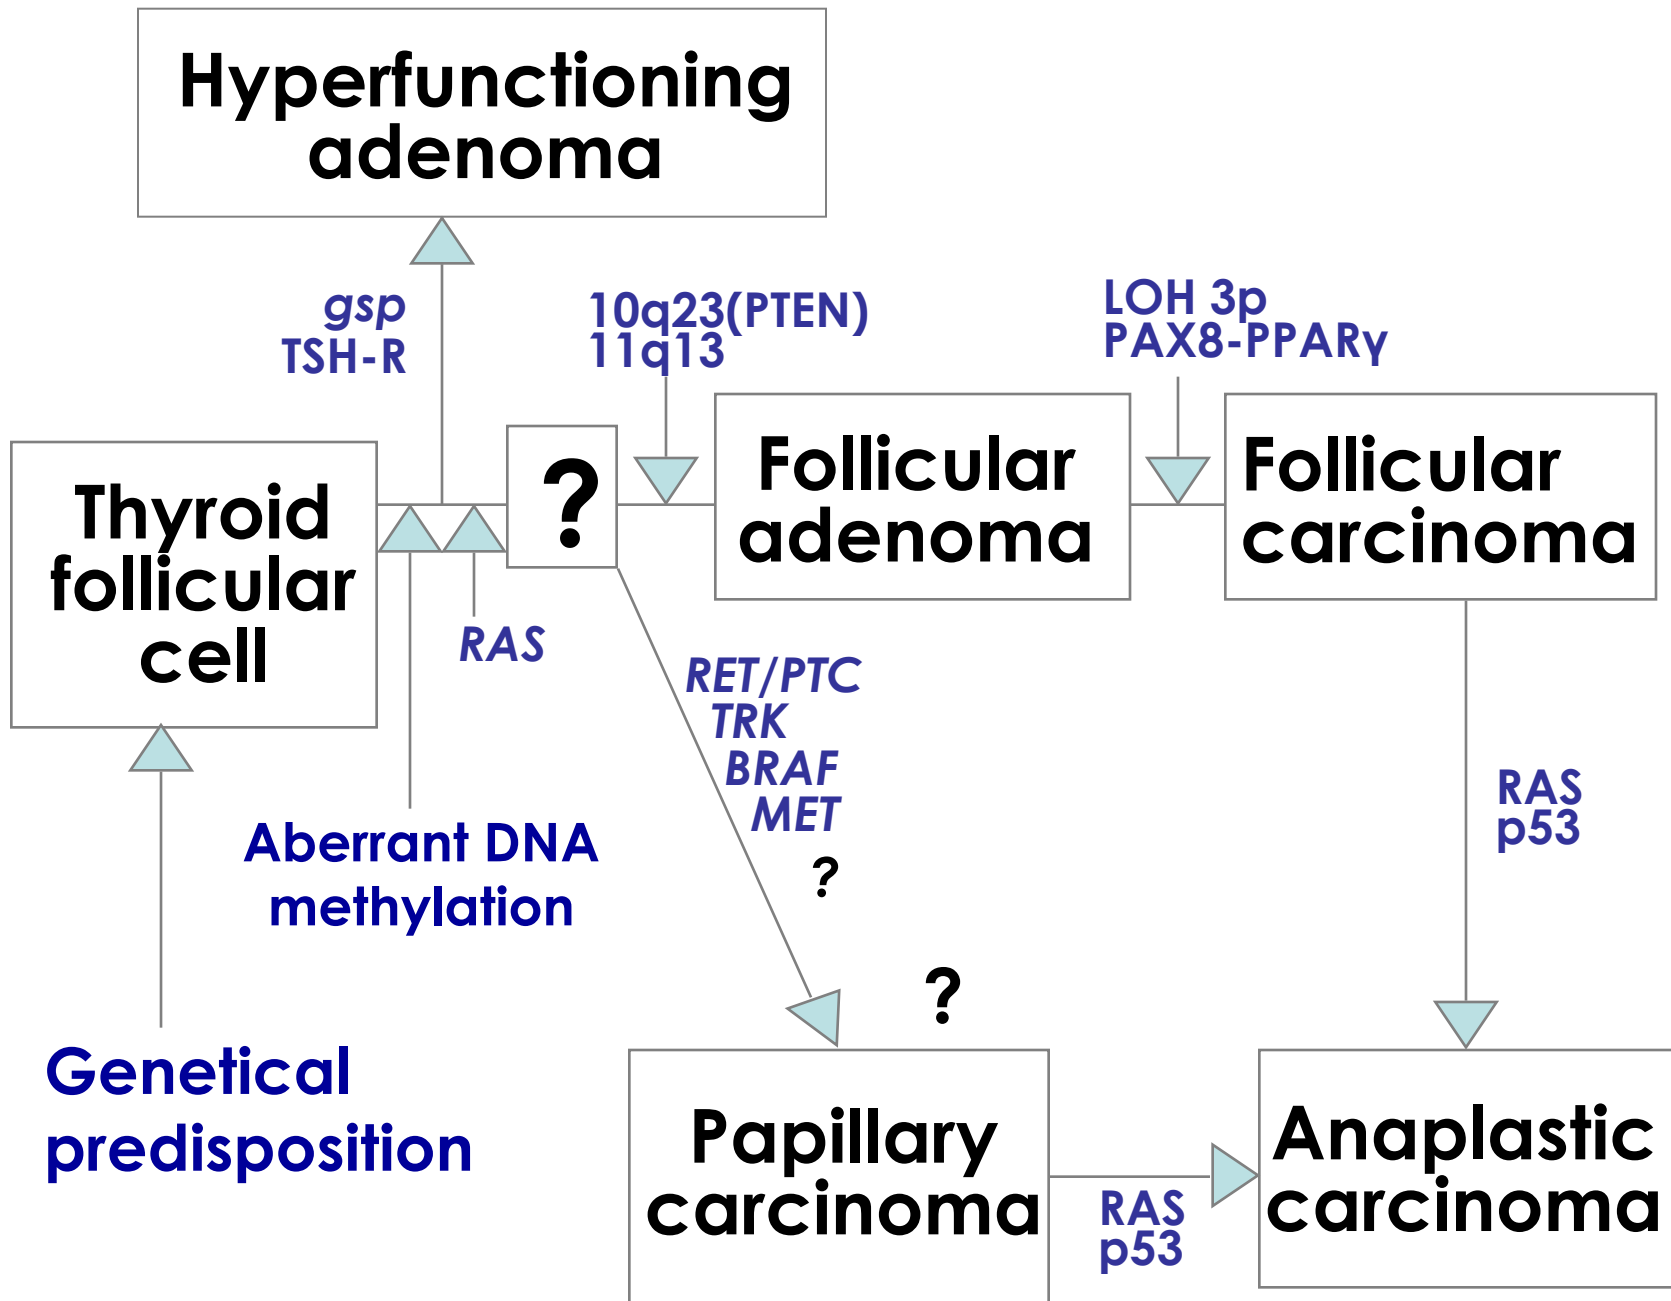 Hyperfunctioning
adenoma
gsp
TSH-R
10q23(PTEN)
11q13
LOH 3p
PAX8-PPARγ
Thyroid
follicular
cell
?
Follicular
adenoma
Follicular
carcinoma
RAS
RET/PTC
TRK
BRAF
MET
?
RAS
p53
Aberrant DNA
methylation
?
Genetical
predisposition
Papillary
carcinoma
RAS
p53
Anaplastic
carcinoma